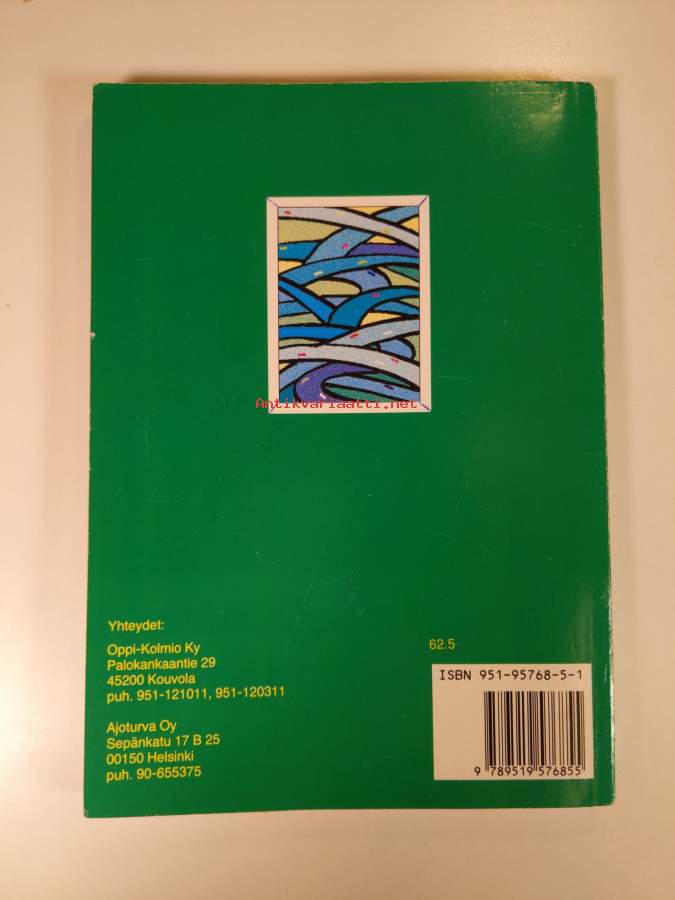 Antikvariaatti.net
Yhteydet:
Oppi-Kolmio Ky
Palokankaantie 29
45200 Kouvola
puh. 951-121011, 951-120311
Ajoturva Oy
Sepänkatu 17 B 25
00150 Helsinki
puh. 90-655375
62.5
ISBN 951-95768-5-1
9 789519 576855